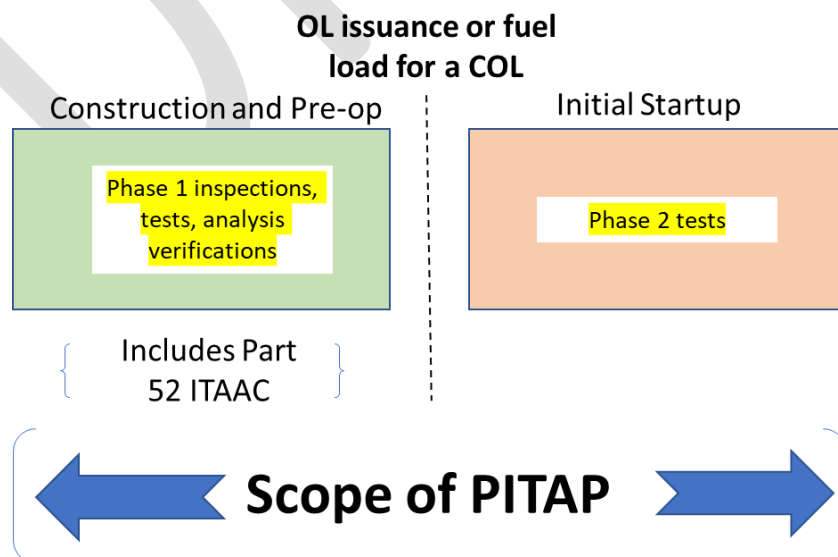 OL issuance or fuel
load for a COL
Construction and Pre-op
Initial Startup
Phase 1 inspections,
tests, analysis
verifications
Phase 2 tests
Includes Part
52 ITAAC
Scope of PITAP